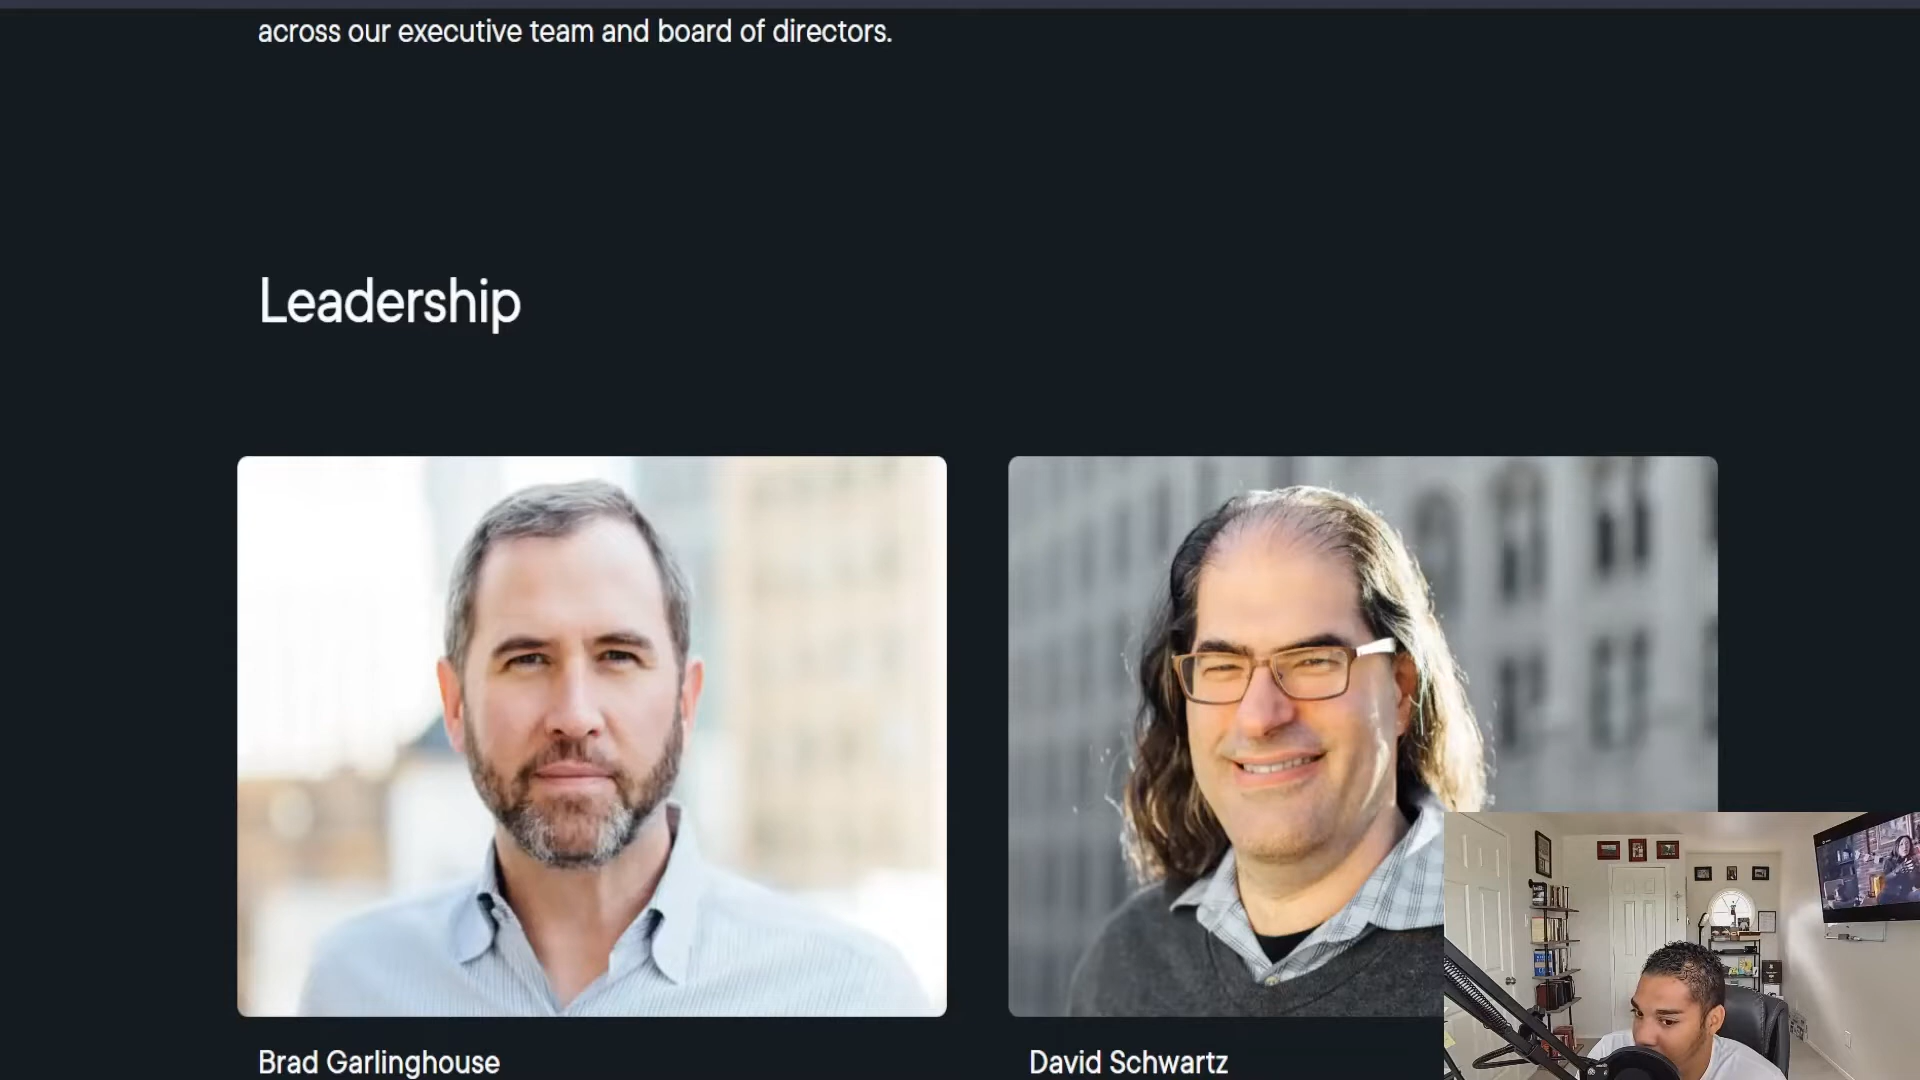 across our executive team and board of directors.
Leadership
Brad Garlinghouse
David Schwartz